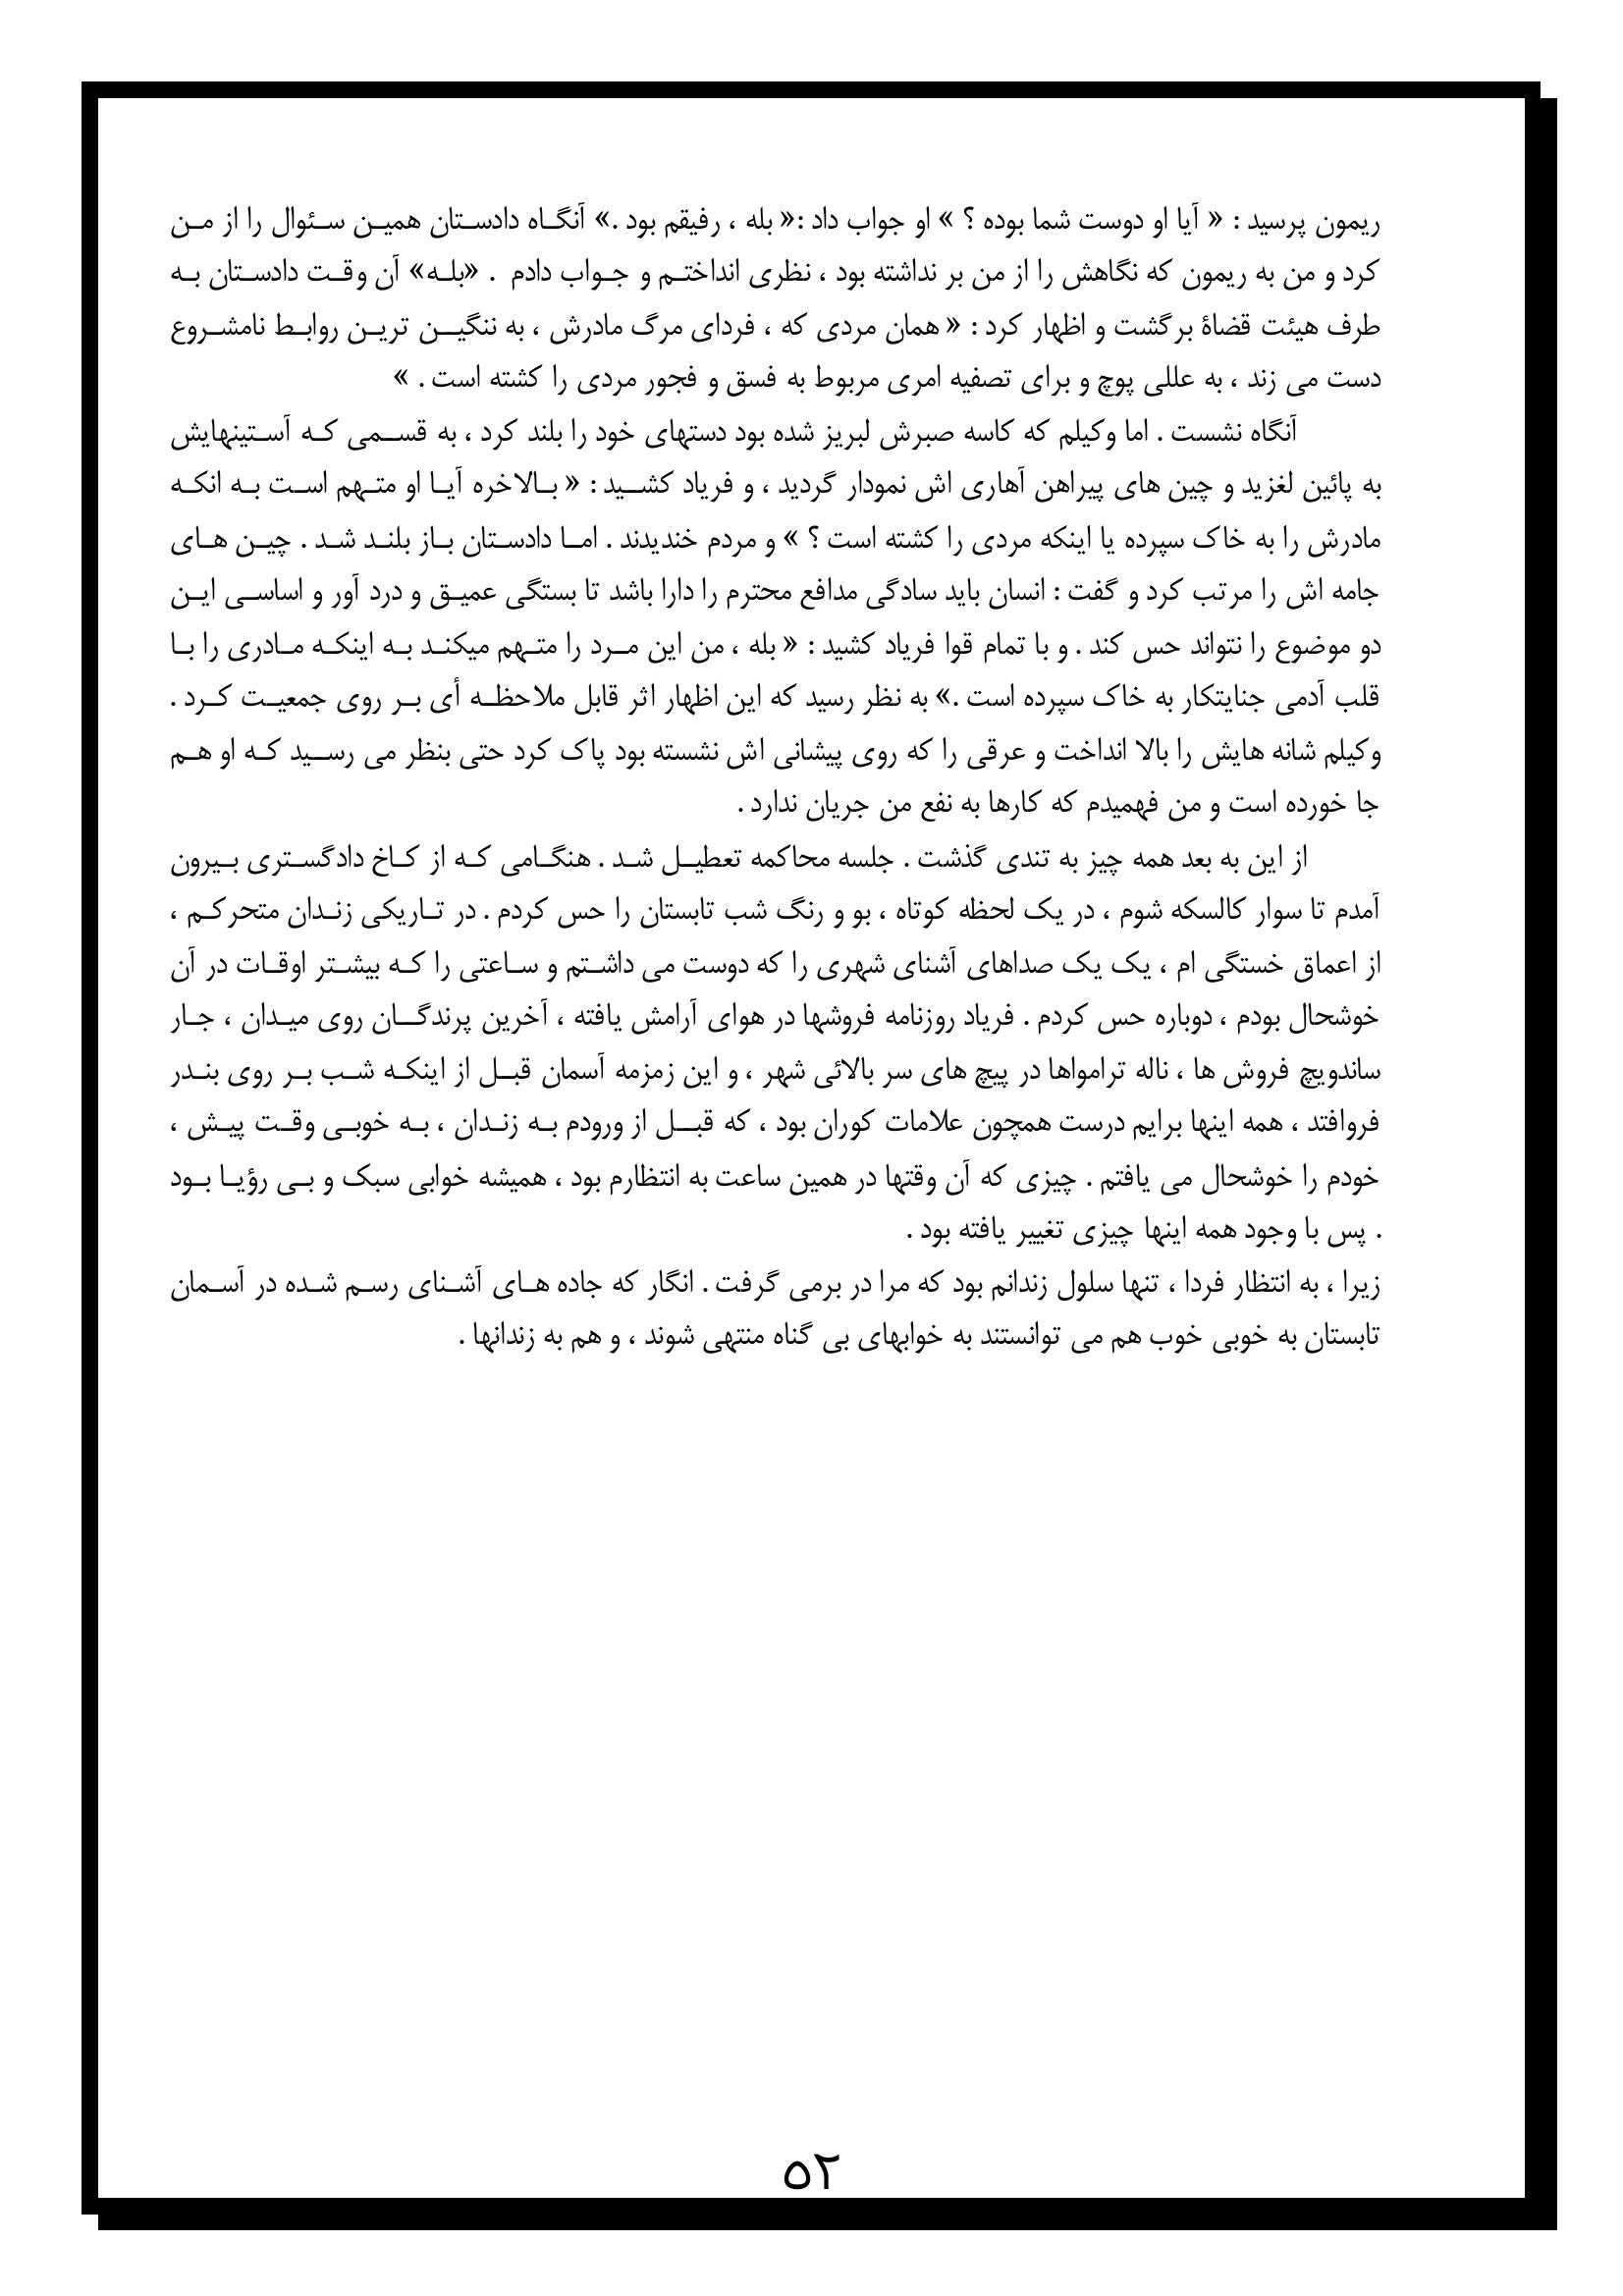 ریمون پرسید : « آیا او دوست شما بوده ؟ » او جواب داد :« بله ، رفیقم بود .» آنگاه دادستان همین سئوال را از من
کرد و من به ریمون که نگاهش را از من بر نداشته بود ، نظری انداختم و جواب دادم . «بله» آن وقت دادستان به
طرف هیئت قضاهٔ برگشت و اظهار کرد : « همان مردی که ، فردای مرگ مادرش ، به ننگین ترین روابط نامشروع
دست می زند ، به عللی پوچ و برای تصفیه امری مربوط به فسق و فجور مردی را کشته است . »
آنگاه نشست . اما وکیلم که کاسه صبرش لبریز شده بود دستهای خود را بلند کرد ، به قسمی که آستینهایش
به پائین لغزید و چین های پیراهن آهاری اش نمودار گردید ، و فریاد کشید : « بالاخره آیا او متهم است به انکه
مادرش را به خاک سپرده یا اینکه مردی را کشته است ؟ » و مردم خندیدند . اما دادستان باز بلند شد . چین های
جامه اش را مرتب کرد و گفت : انسان باید سادگی مدافع محترم را دارا باشد تا بستگی عمیق و درد آور و اساسی این
دو موضوع را نتواند حس کند . و با تمام قوا فریاد کشید : « بله ، من این مرد را متهم میکند به اینکه مادری را با
قلب آدمی جنایتکار به خاک سپرده است .» به نظر رسید که این اظهار اثر قابل ملاحظه أی بر روی جمعیت کرد .
وکیلم شانه هایش را بالا انداخت و عرقی را که روی پیشانی اش نشسته بود پاک کرد حتی بنظر می رسید که او هم
جا خورده است و من فهمیدم که کارها به نفع من جریان ندارد .
از این به بعد همه چیز به تندی گذشت . جلسه محاکمه تعطیل شد . هنگامی که از کاخ دادگستری بیرون
آمدم تا سوار کالسکه شوم ، در یک لحظه کوتاه ، بو و رنگ شب تابستان را حس کردم . در تاریکی زندان متحرکم ،
از اعماق خستگی ام ، یک یک صداهای آشنای شهری را که دوست می داشتم و ساعتی را که بیشتر اوقات در آن
خوشحال بودم ، دوباره حس کردم . فریاد روزنامه فروشها در هوای آرامش یافته ، آخرین پرندگان روی میدان ، جار
ساندویچ فروش ها ، ناله ترامواها در پیچ های سر بالائی شهر ، و این زمزمه آسمان قبل از اینکه شب بر روی بندر
فروافتد ، همه اینها برایم درست همچون علامات کوران بود ، که قبل از ورودم به زندان ، به خوبی وقت پیش ،
خودم را خوشحال می یافتم . چیزی که آن وقتها در همین ساعت به انتظارم بود ، همیشه خوابی سبک و بی رؤیا بود
. پس با وجود همه اینها چیزی تغییر یافته بود .
زیرا ، به انتظار فردا ، تنها سلول زندانم بود که مرا در برمی گرفت . انگار که جاده های آشنای رسم شده در آسمان
تابستان به خوبی خوب هم می توانستند به خوابهای بی گناه منتهی شوند ، و هم به زندانها .
٥٢